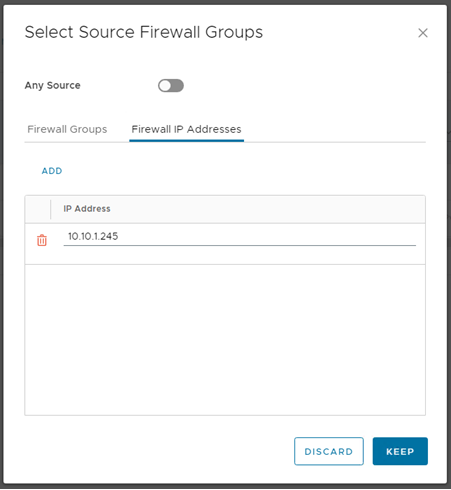 Select Source Firewall Groups
Any Source
Firewall Groups Firewall IP Addresses
ADD
IP Address
10.10.1.245
DISCARD KEEP